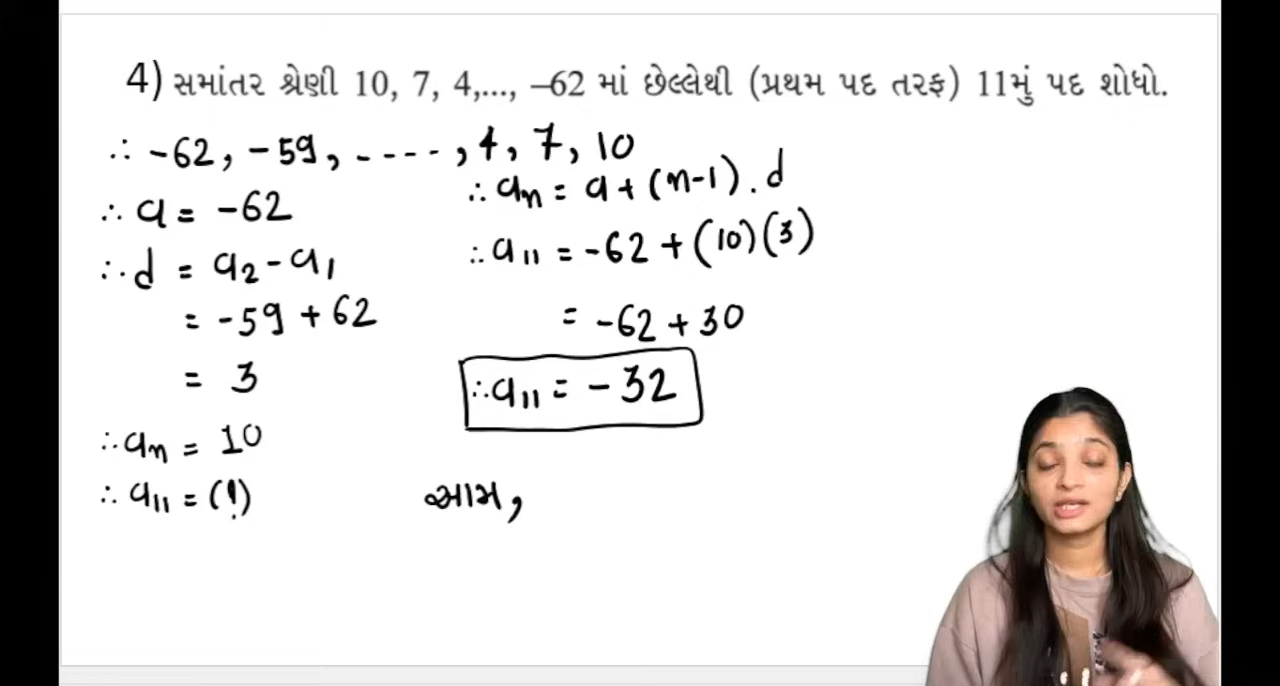 4) સમાંતર શ્રેણી 10, 7, 4,..., –62 માં છેલ્લેથી (પ્રથમ પદ તરફ) 11મું પદ શોધો.
∴ -62, -59, ----, 4, 7, 10
∴ a = -62
∴ d = a₂ - a₁
= -59 + 62
= 3
∴ aₙ = 10
∴ a₁₁ = (?)
∴ aₙ = a + (n-1) . d
∴ a₁₁ = -62 + (10)(3)
= -62 + 30
∴ a₁₁ = - 32
આમ,